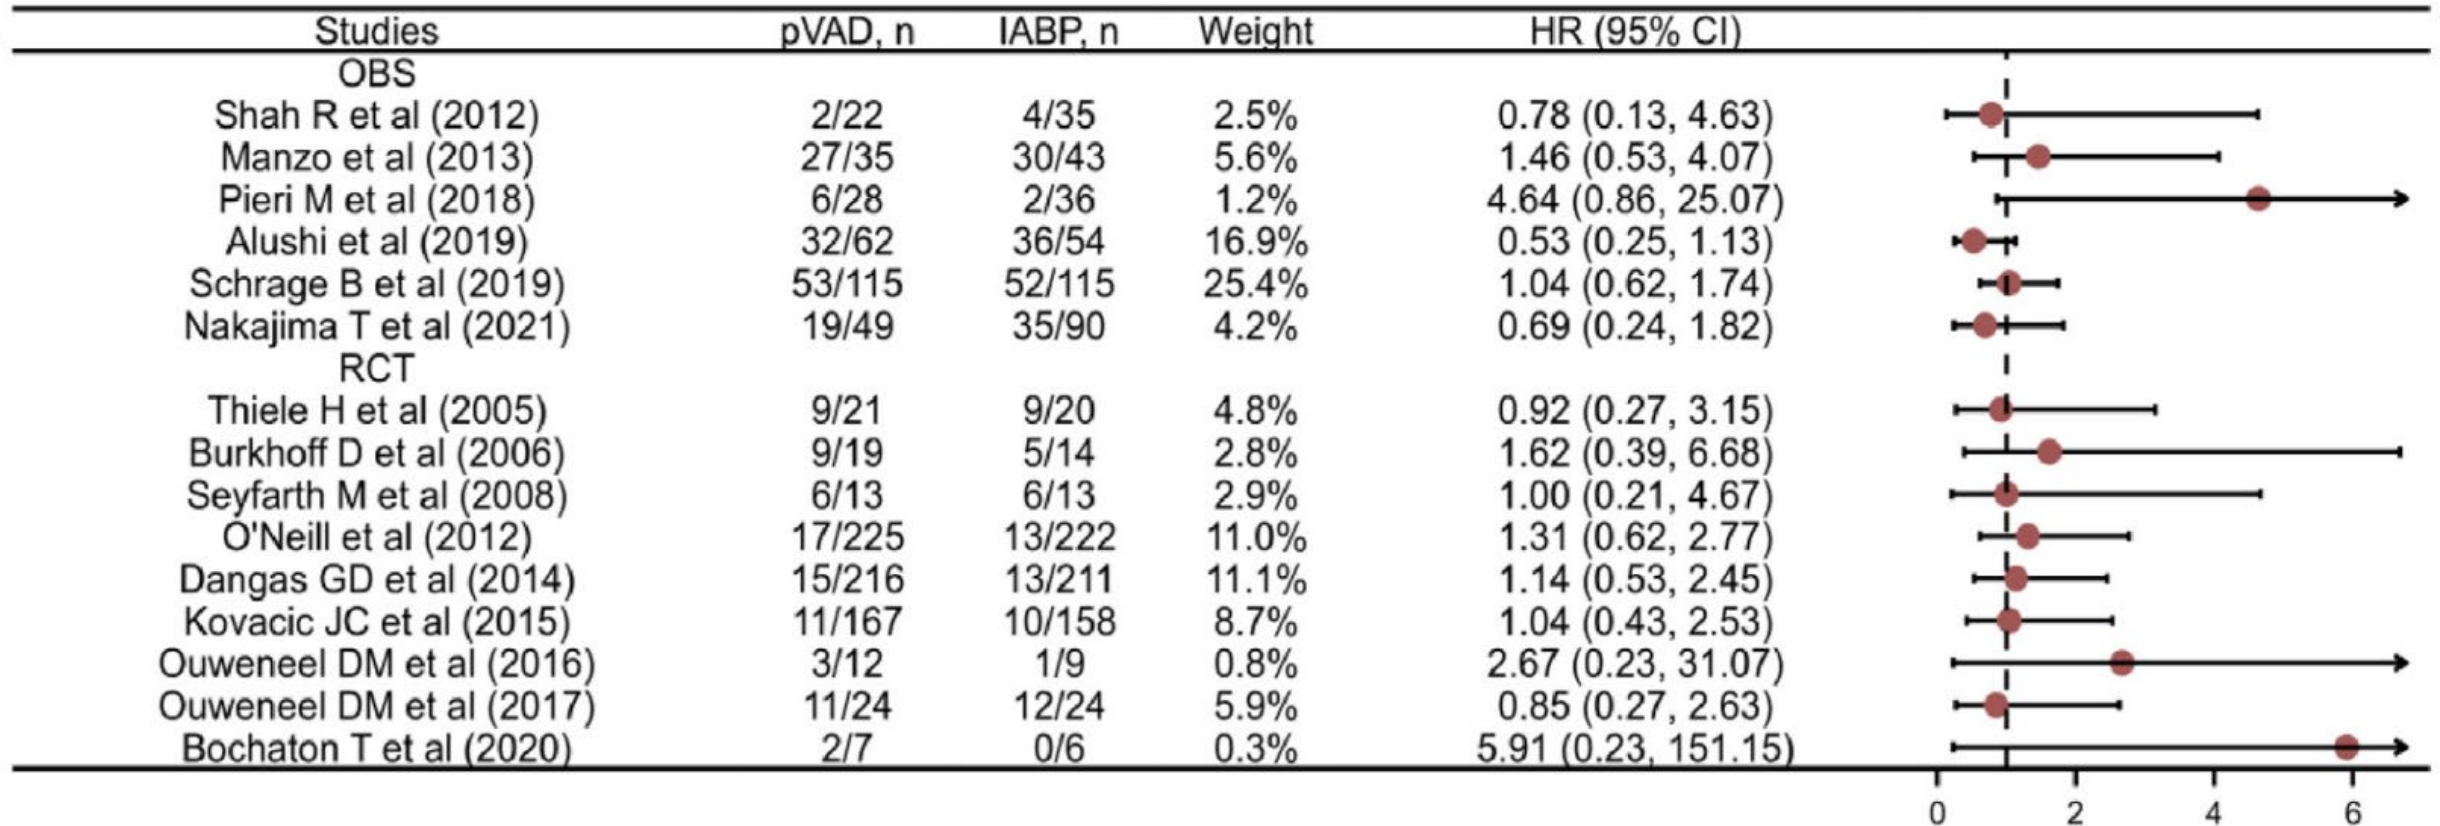 Studies pVAD, n IABP, n Weight HR (95% CI)
OBS
Shah R et al (2012) 2/22 4/35 2.5% 0.78 (0.13, 4.63)
Manzo et al (2013) 27/35 30/43 5.6% 1.46 (0.53, 4.07)
Pieri M et al (2018) 6/28 2/36 1.2% 4.64 (0.86, 25.07)
Alushi et al (2019) 32/62 36/54 16.9% 0.53 (0.25, 1.13)
Schrage B et al (2019) 53/115 52/115 25.4% 1.04 (0.62, 1.74)
Nakajima T et al (2021) 19/49 35/90 4.2% 0.69 (0.24, 1.82)
RCT
Thiele H et al (2005) 9/21 9/20 4.8% 0.92 (0.27, 3.15)
Burkhoff D et al (2006) 9/19 5/14 2.8% 1.62 (0.39, 6.68)
Seyfarth M et al (2008) 6/13 6/13 2.9% 1.00 (0.21, 4.67)
O'Neill et al (2012) 17/225 13/222 11.0% 1.31 (0.62, 2.77)
Dangas GD et al (2014) 15/216 13/211 11.1% 1.14 (0.53, 2.45)
Kovacic JC et al (2015) 11/167 10/158 8.7% 1.04 (0.43, 2.53)
Ouweneel DM et al (2016) 3/12 1/9 0.8% 2.67 (0.23, 31.07)
Ouweneel DM et al (2017) 11/24 12/24 5.9% 0.85 (0.27, 2.63)
Bochaton T et al (2020) 2/7 0/6 0.3% 5.91 (0.23, 151.15)
0 2 4 6